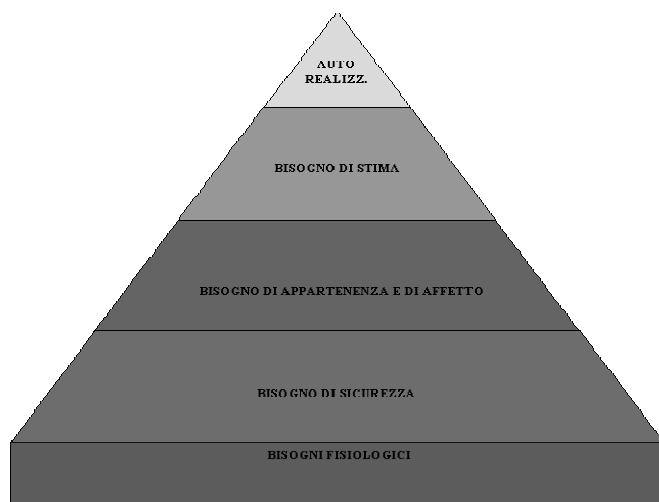 AUTO
REALIZZ.
BISOGNO DI STIMA
BISOGNO DI APPARTENENZA E DI AFFETTO
BISOGNO DI SICUREZZA
BISOGNI FISIOLOGICI